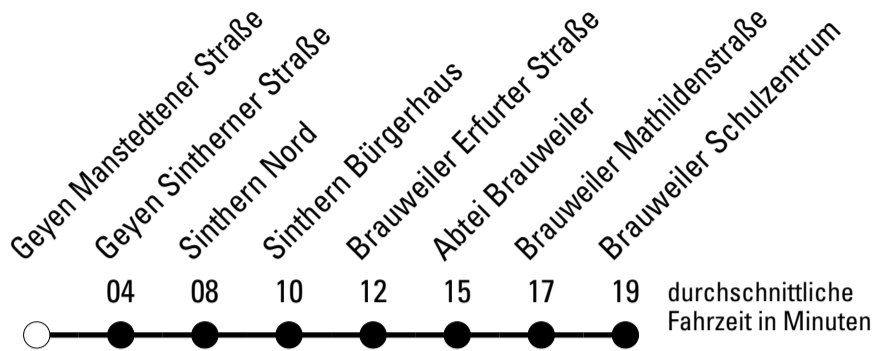 Geyen Manstedtener Straße
Geyen Sintherner Straße
Sinthern Nord
Sinthern Bürgerhaus
Brauweiler Erfurter Straße
Abtei Brauweiler
Brauweiler Mathildenstraße
Brauweiler Schulzentrum
04 08 10 12 15 17 19
durchschnittliche
Fahrzeit in Minuten